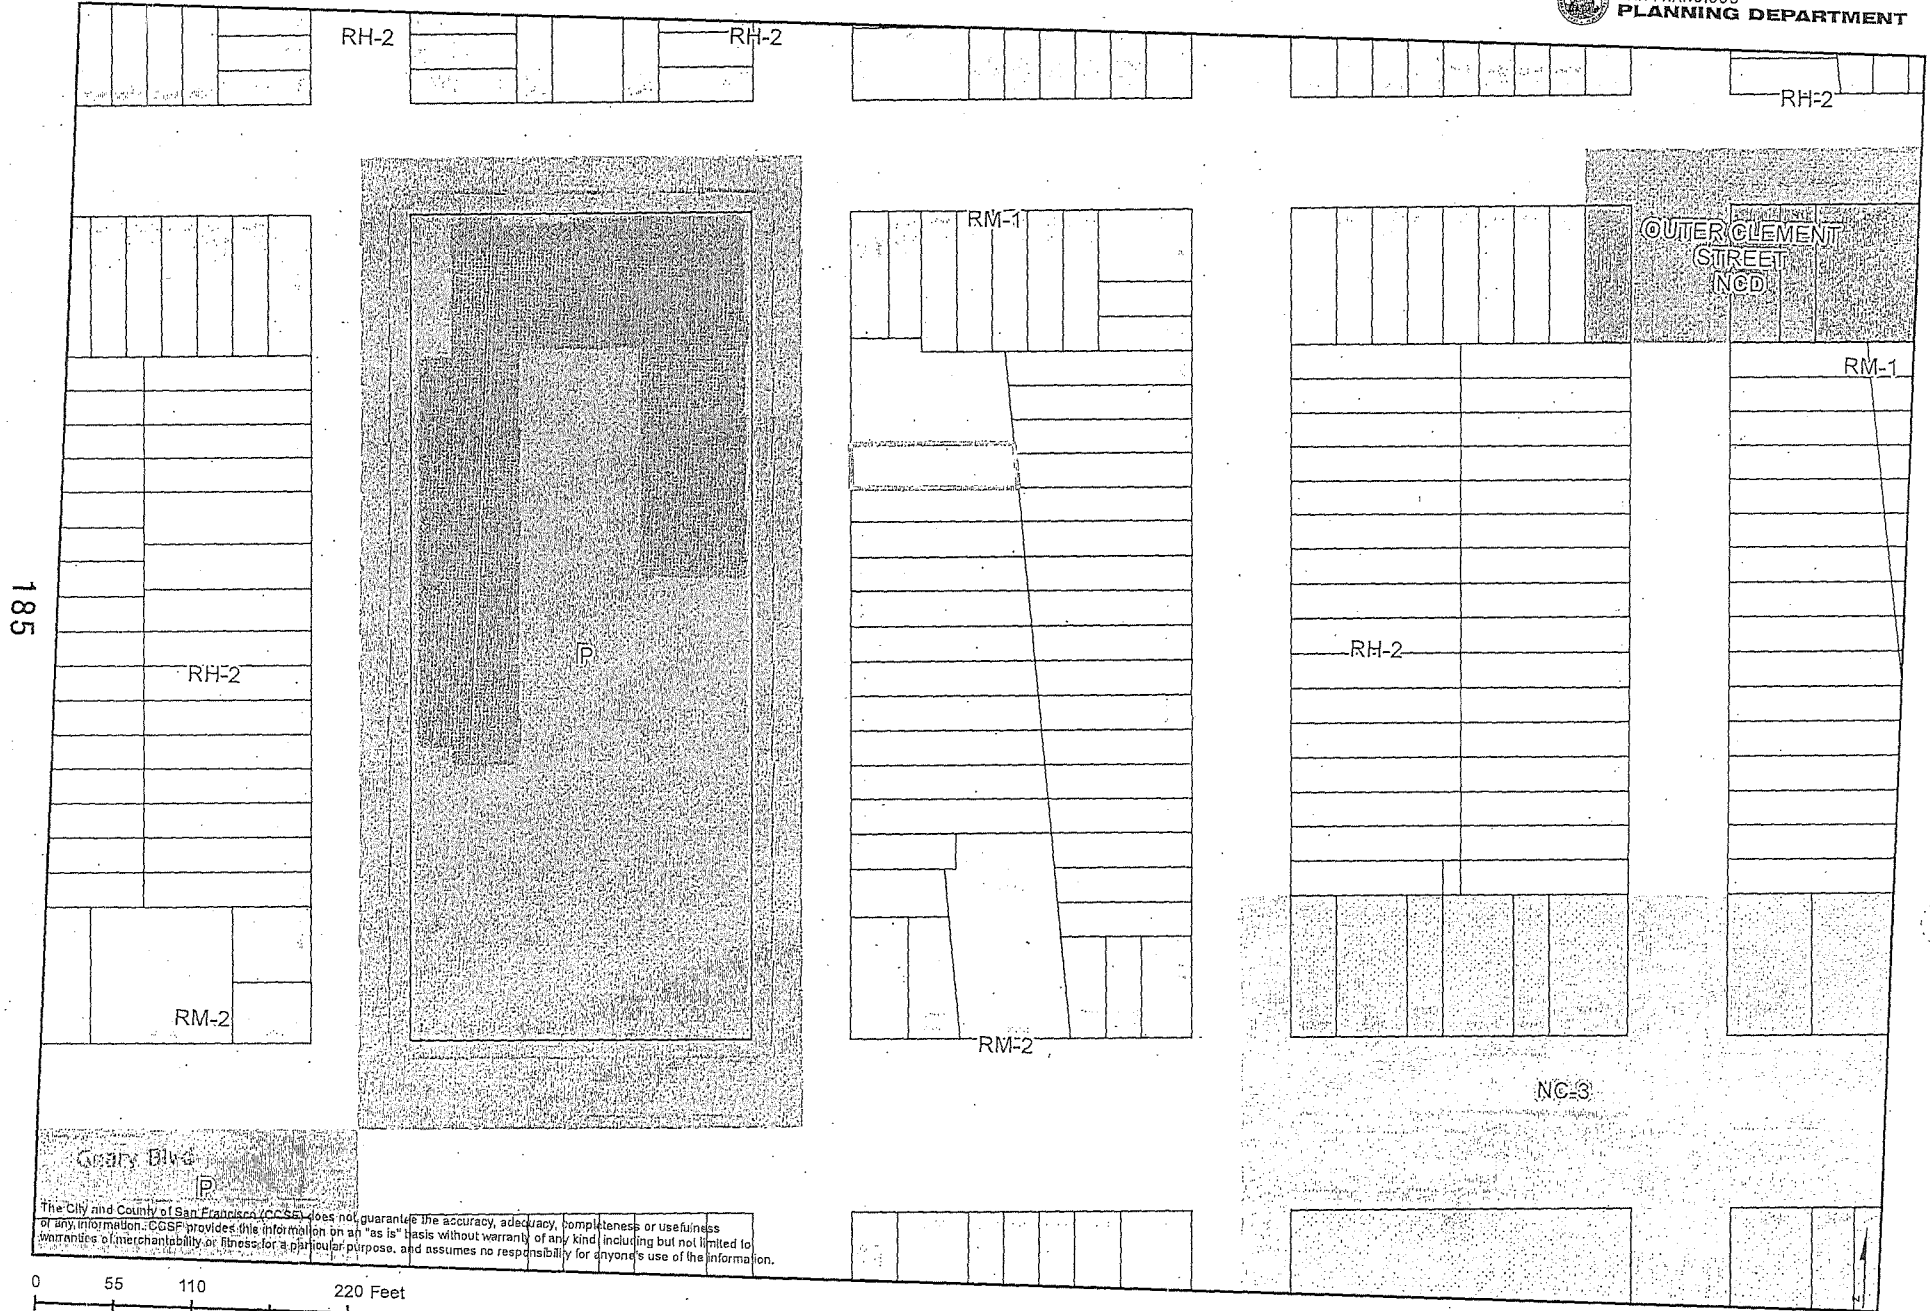 PLANNING DEPARTMENT
RH-2
RH-2
RH-2
RM-1
OUTER CLEMENT
STREET
NCD
RM-1
185
P
RH-2
RH-2
RM-2
RM-2
NC-3
Geary Blvd
P
The City and County of San Francisco (CCSF) does not guarantee the accuracy, adequacy, completeness or usefulness
of any information. CCSF provides this information on an "as is" basis without warranty of any kind, including but not limited to
warranties of merchantability or fitness for a particular purpose, and assumes no responsibility for anyone's use of the information.
0 55 110 220 Feet